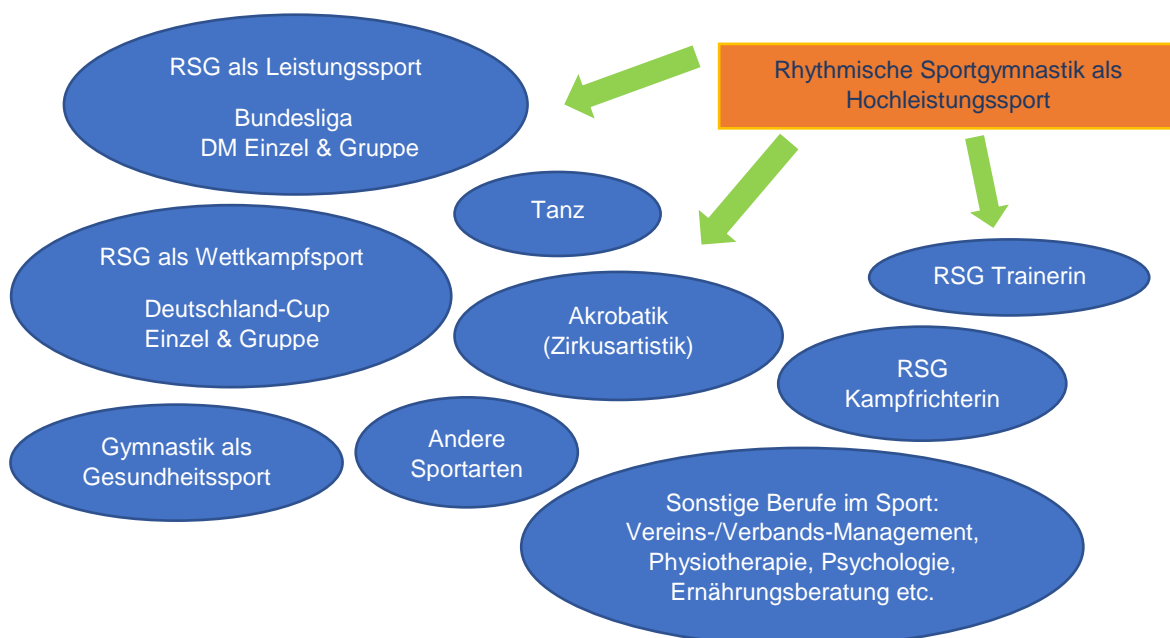 RSG als Leistungssport
Bundesliga
DM Einzel & Gruppe
Rhythmische Sportgymnastik als
Hochleistungssport
Tanz
RSG als Wettkampfsport
Deutschland-Cup
Einzel & Gruppe
Akrobatik
(Zirkusartistik)
RSG Trainerin
RSG
Kampfrichterin
Gymnastik als
Gesundheitssport
Andere
Sportarten
Sonstige Berufe im Sport:
Vereins-/Verbands-Management,
Physiotherapie, Psychologie,
Ernährungsberatung etc.